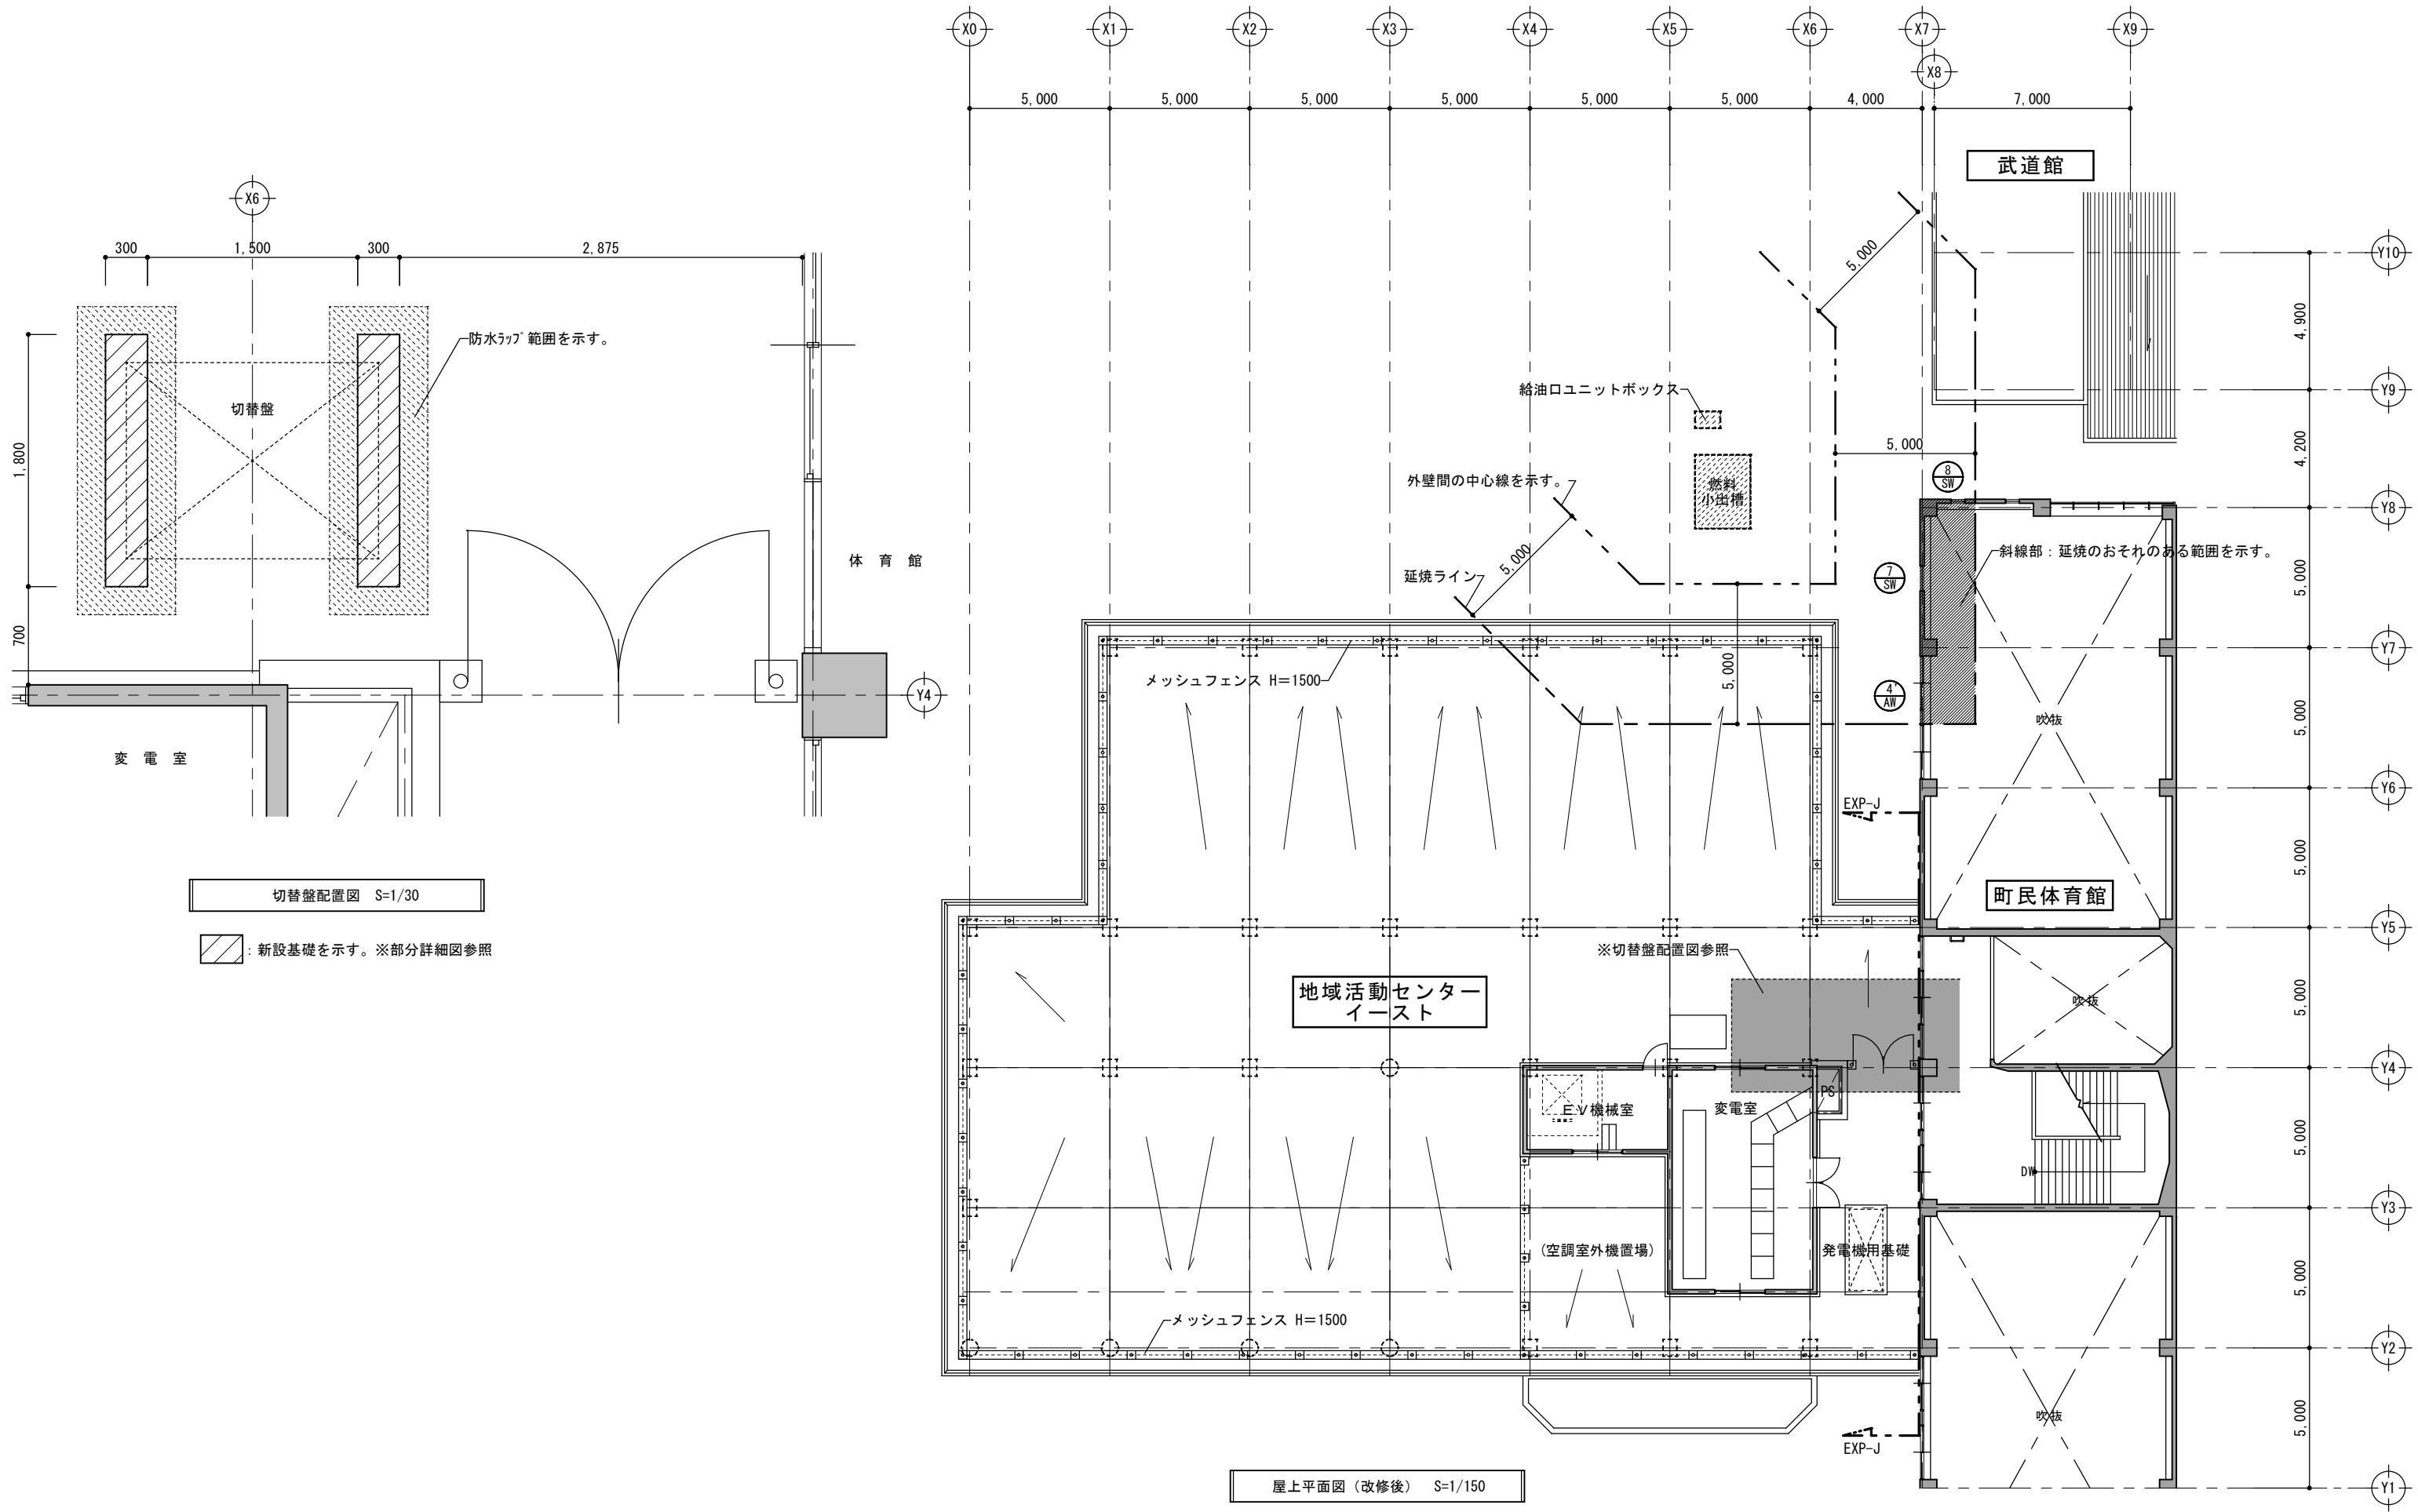 X6
300
1,500
300
2,875
防水ﾗｯﾌﾟ範囲を示す。
切替盤
1,800
700
体 育 館
Y4
変 電 室
切替盤配置図 S=1/30
: 新設基礎を示す。※部分詳細図参照
X0
X1
X2
X3
X4
X5
X6
X7
X8
X9
5,000
5,000
5,000
5,000
5,000
5,000
4,000
7,000
武道館
5,000
給油口ユニットボックス
5,000
外壁間の中心線を示す。
燃料
小出槽
8
SW
延焼ライン
5,000
7
SW
斜線部：延焼のおそれのある範囲を示す。
メッシュフェンス H＝1500
5,000
4'
AW
吹抜
EXP-J
町民体育館
※切替盤配置図参照
地域活動センター
イースト
吹抜
ＥＶ機械室
変電室
PS
DW
(空調室外機置場)
発電機用基礎
メッシュフェンス H＝1500
吹抜
EXP-J
屋上平面図（改修後） S=1/150
Y10
4,900
Y9
4,200
Y8
5,000
Y7
5,000
Y6
5,000
Y5
5,000
Y4
5,000
Y3
5,000
Y2
5,000
Y1